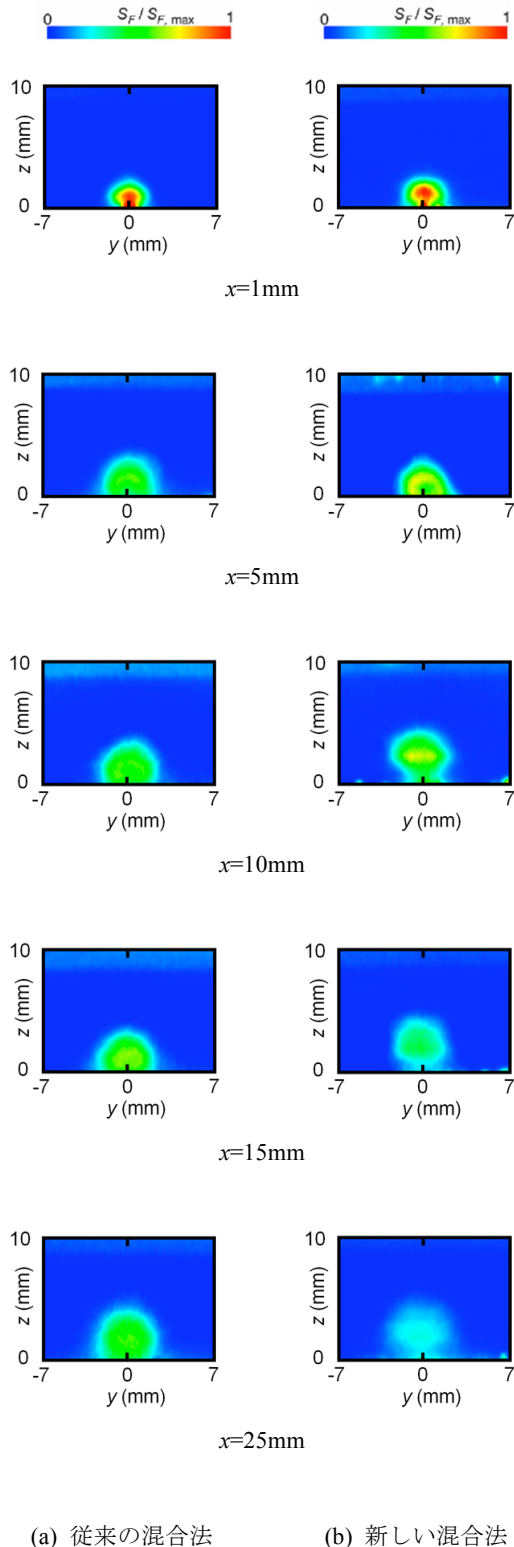 S_F / S_F, max S_F / S_F, max
0 1 0 1
10 10
z (mm) z (mm)
0 0
-7 0 7 -7 0 7
y (mm) y (mm)
x=1mm
10 10
z (mm) z (mm)
0 0
-7 0 7 -7 0 7
y (mm) y (mm)
x=5mm
10 10
z (mm) z (mm)
0 0
-7 0 7 -7 0 7
y (mm) y (mm)
x=10mm
10 10
z (mm) z (mm)
0 0
-7 0 7 -7 0 7
y (mm) y (mm)
x=15mm
10 10
z (mm) z (mm)
0 0
-7 0 7 -7 0 7
y (mm) y (mm)
x=25mm
(a) 従来の混合法 (b) 新しい混合法